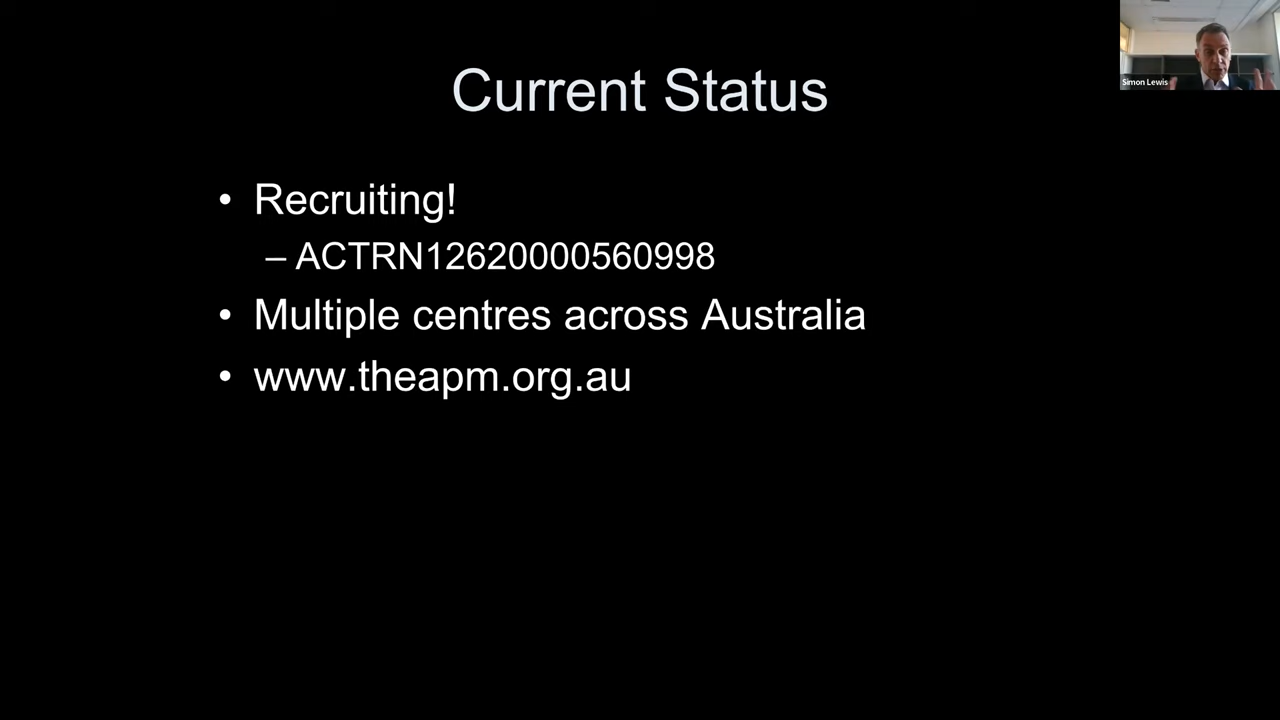 Simon Lewis
Current Status
• Recruiting!
– ACTRN12620000560998
• Multiple centres across Australia
• www.theapm.org.au